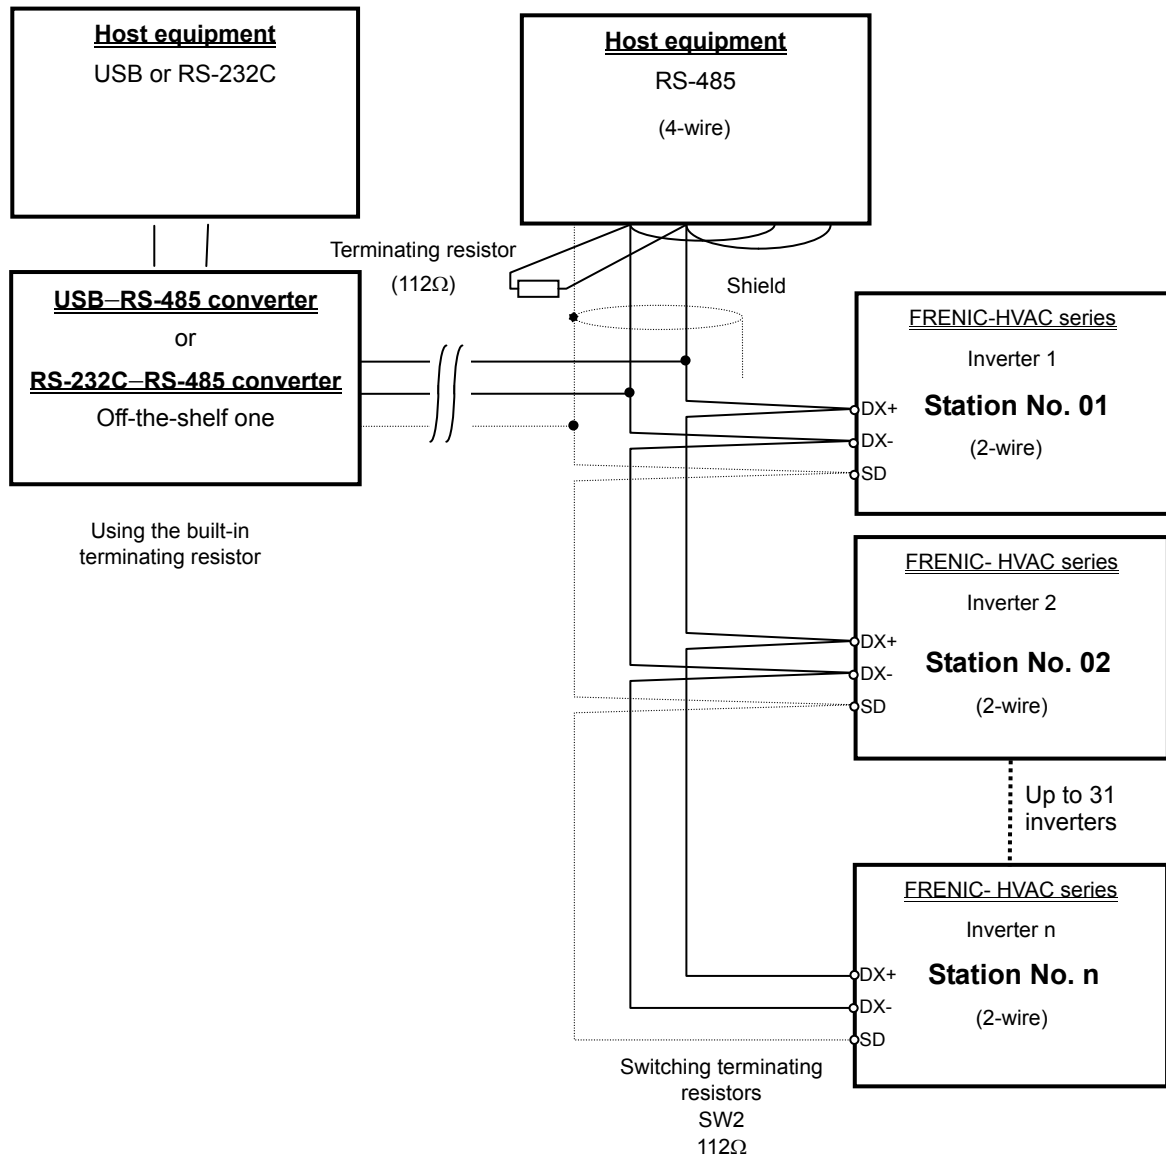 Host equipment
USB or RS-232C
Host equipment
RS-485
(4-wire)
Terminating resistor
(112Ω)
Shield
USB–RS-485 converter
or
RS-232C–RS-485 converter
Off-the-shelf one
Using the built-in
terminating resistor
FRENIC-HVAC series
Inverter 1
DX+
Station No. 01
DX-
(2-wire)
SD
FRENIC- HVAC series
Inverter 2
DX+
Station No. 02
DX-
(2-wire)
SD
Up to 31
inverters
FRENIC- HVAC series
Inverter n
DX+
Station No. n
DX-
(2-wire)
SD
Switching terminating
resistors
SW2
112Ω